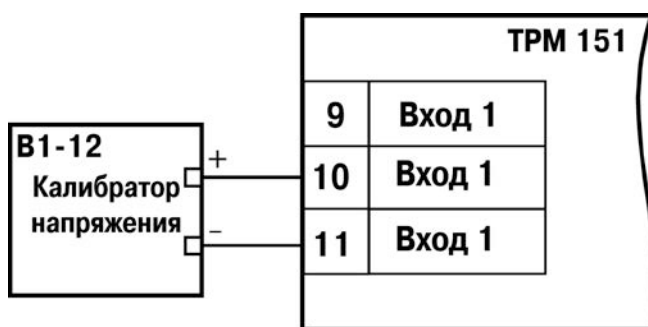 ТРМ 151
В1-12
Калибратор
напряжения
+
–
9 Вход 1
10 Вход 1
11 Вход 1